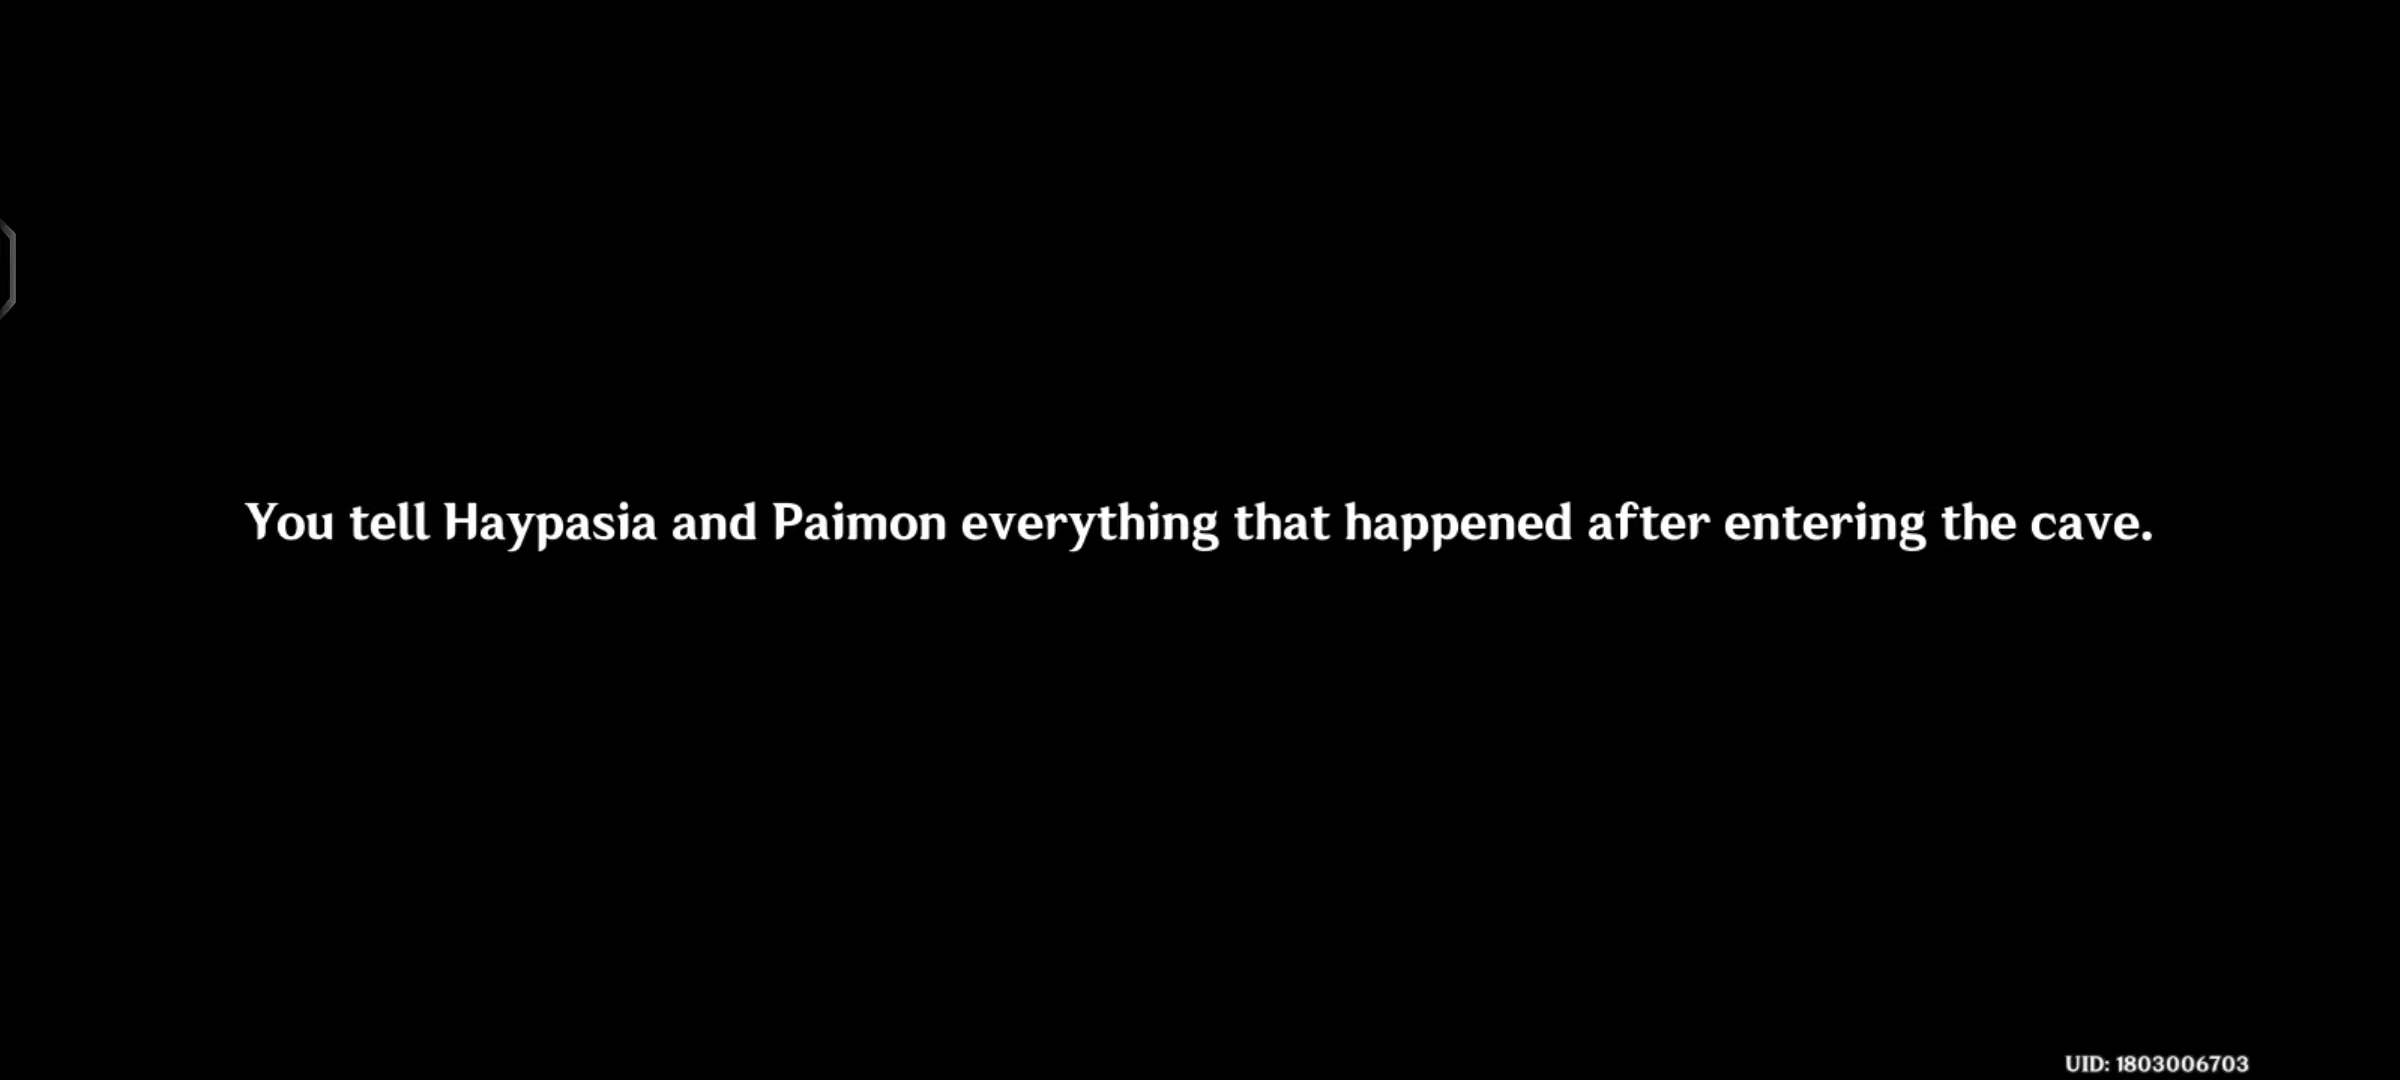 You tell Haypasia and Paimon everything that happened after entering the cave.
UID: 1803006703